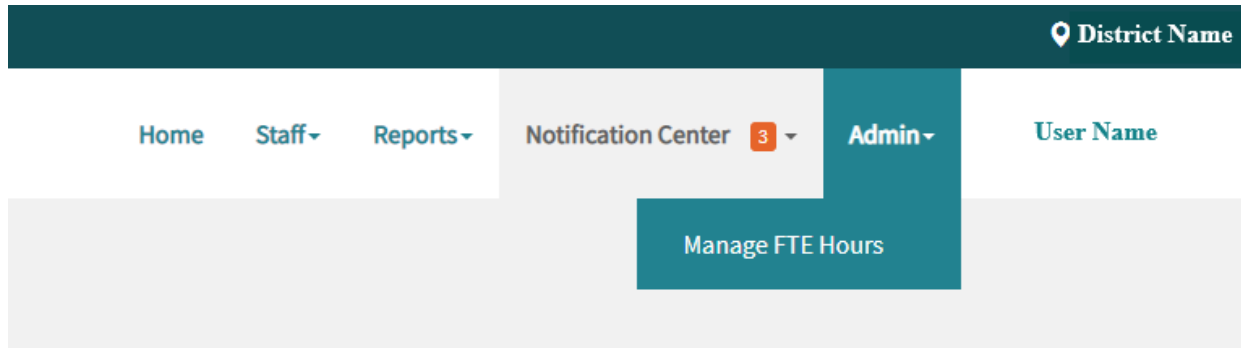 District Name
Home Staff Reports Notification Center 3 Admin User Name
Manage FTE Hours